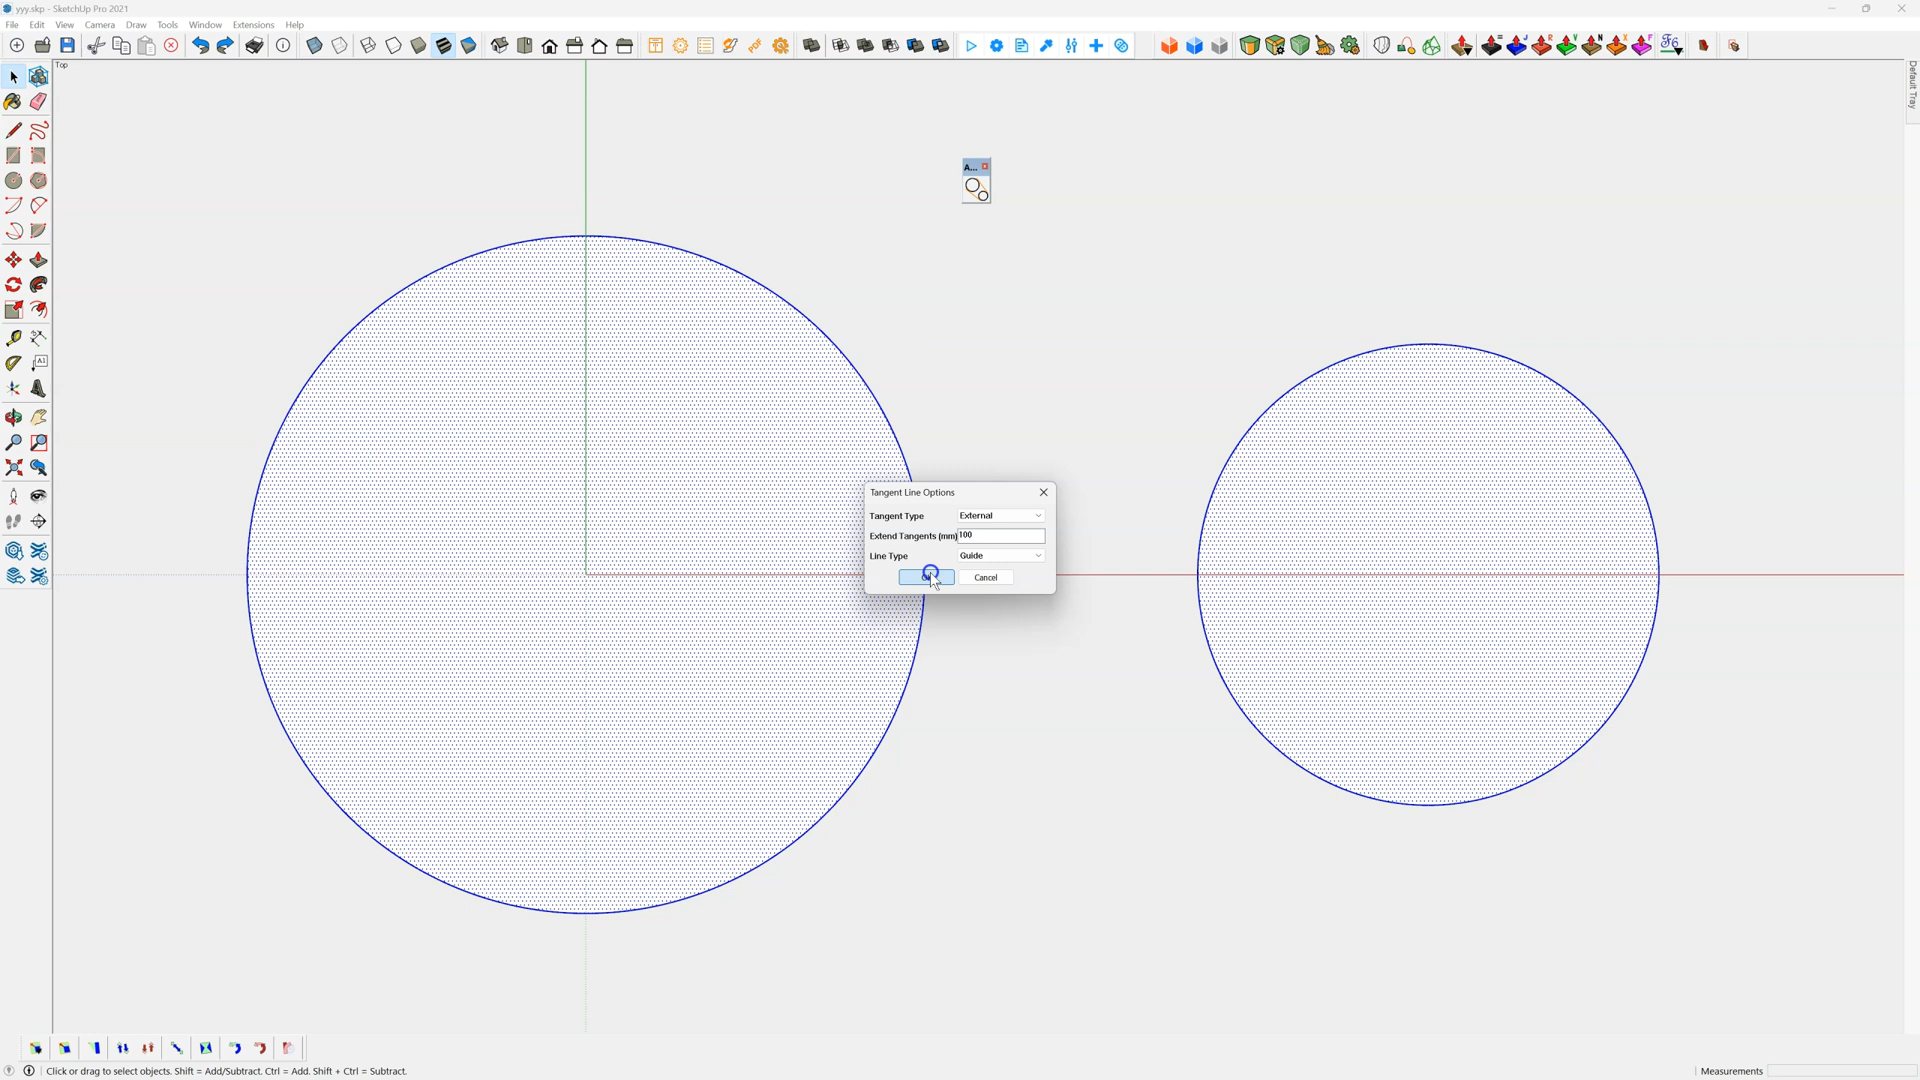 yyy.skp - SketchUp Pro 2021
File Edit View Camera Draw Tools Window Extensions Help
Top
Default Tray
A...
Tangent Line Options
Tangent Type External
Extend Tangents (mm) 100
Line Type Guide
Cancel
Click or drag to select objects. Shift = Add/Subtract. Ctrl = Add. Shift + Ctrl = Subtract.
Measurements